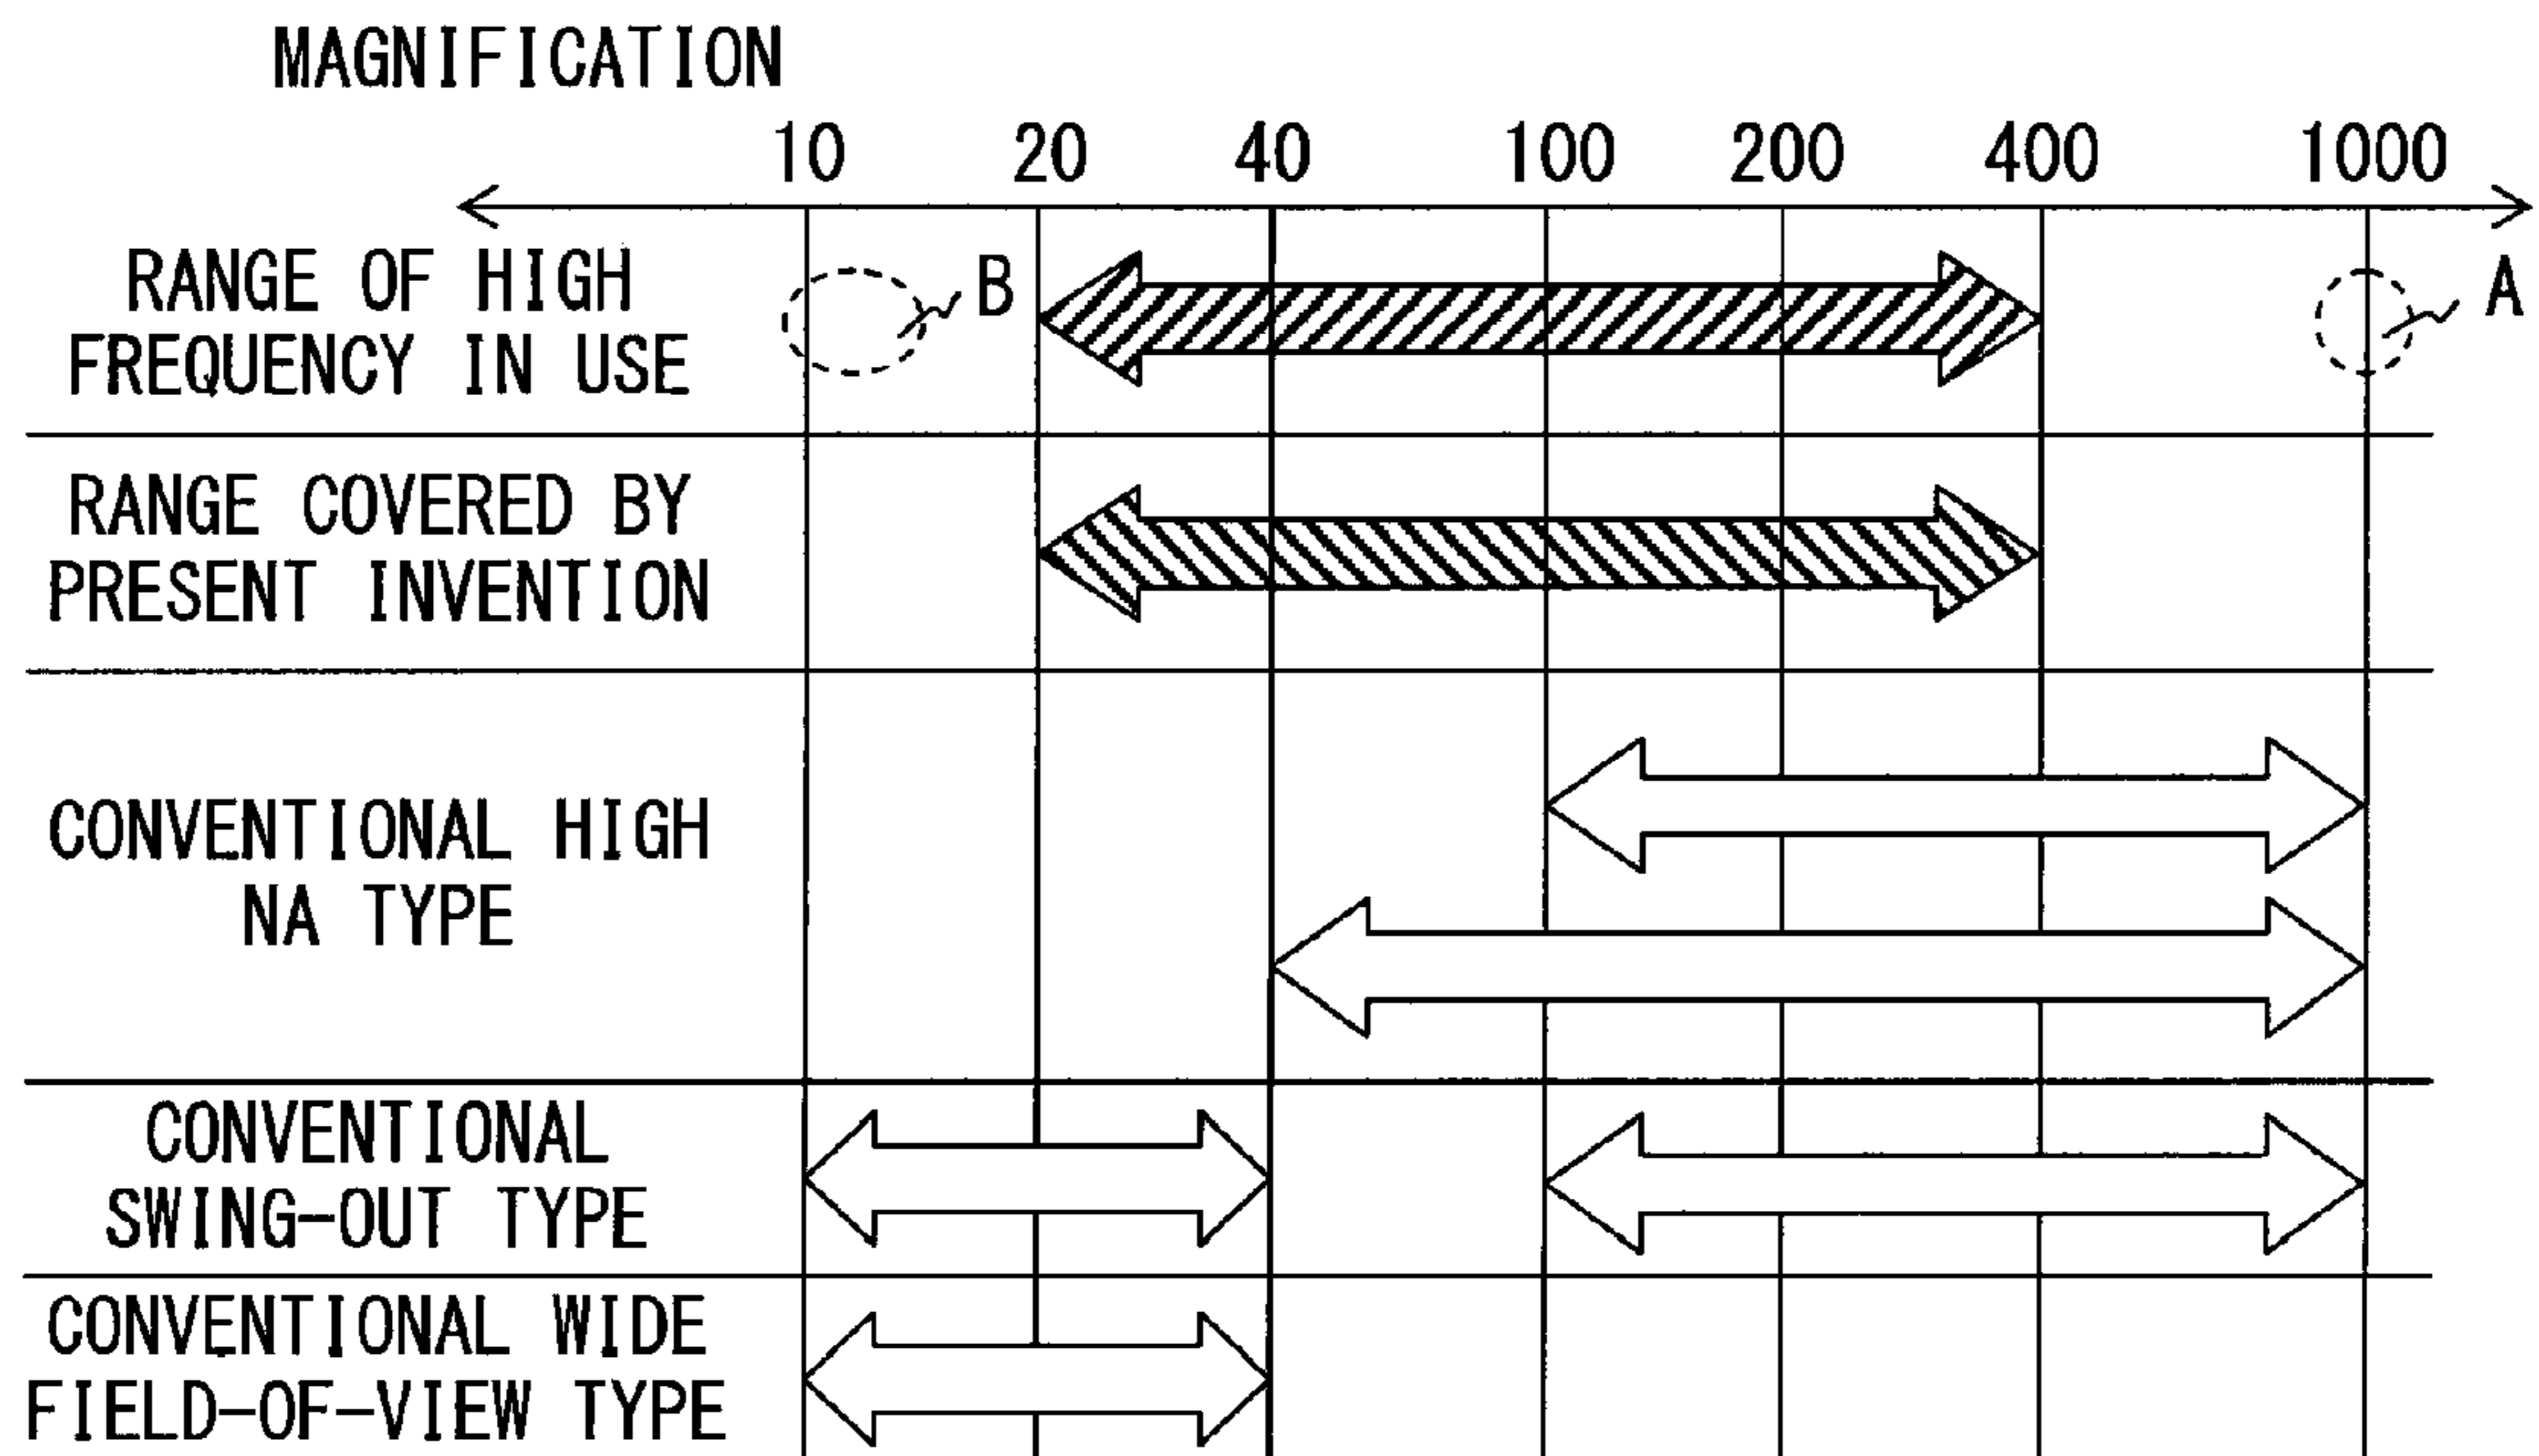 MAGNIFICATION
10 20 40 100 200 400 1000
RANGE OF HIGH
FREQUENCY IN USE
B
A
RANGE COVERED BY
PRESENT INVENTION
CONVENTIONAL HIGH
NA TYPE
CONVENTIONAL
SWING-OUT TYPE
CONVENTIONAL WIDE
FIELD-OF-VIEW TYPE